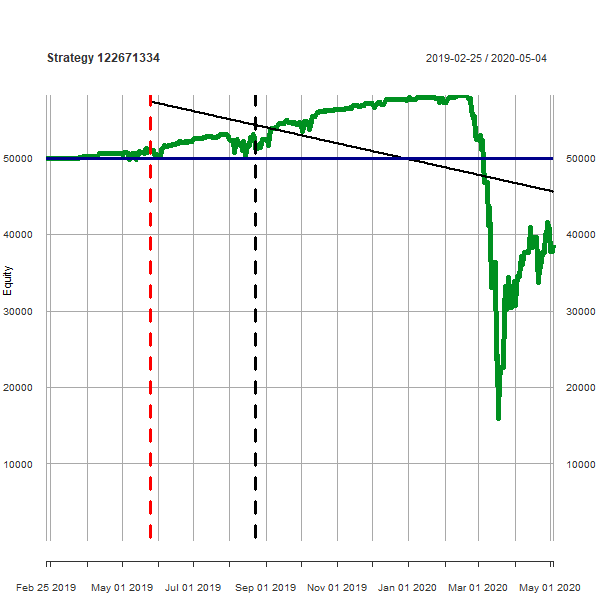 Strategy 122671334
2019-02-25 / 2020-05-04
50000 50000
40000 40000
Equity
30000 30000
20000 20000
10000 10000
Feb 25 2019 May 01 2019 Jul 01 2019 Sep 01 2019 Nov 01 2019 Jan 01 2020 Mar 01 2020 May 01 2020